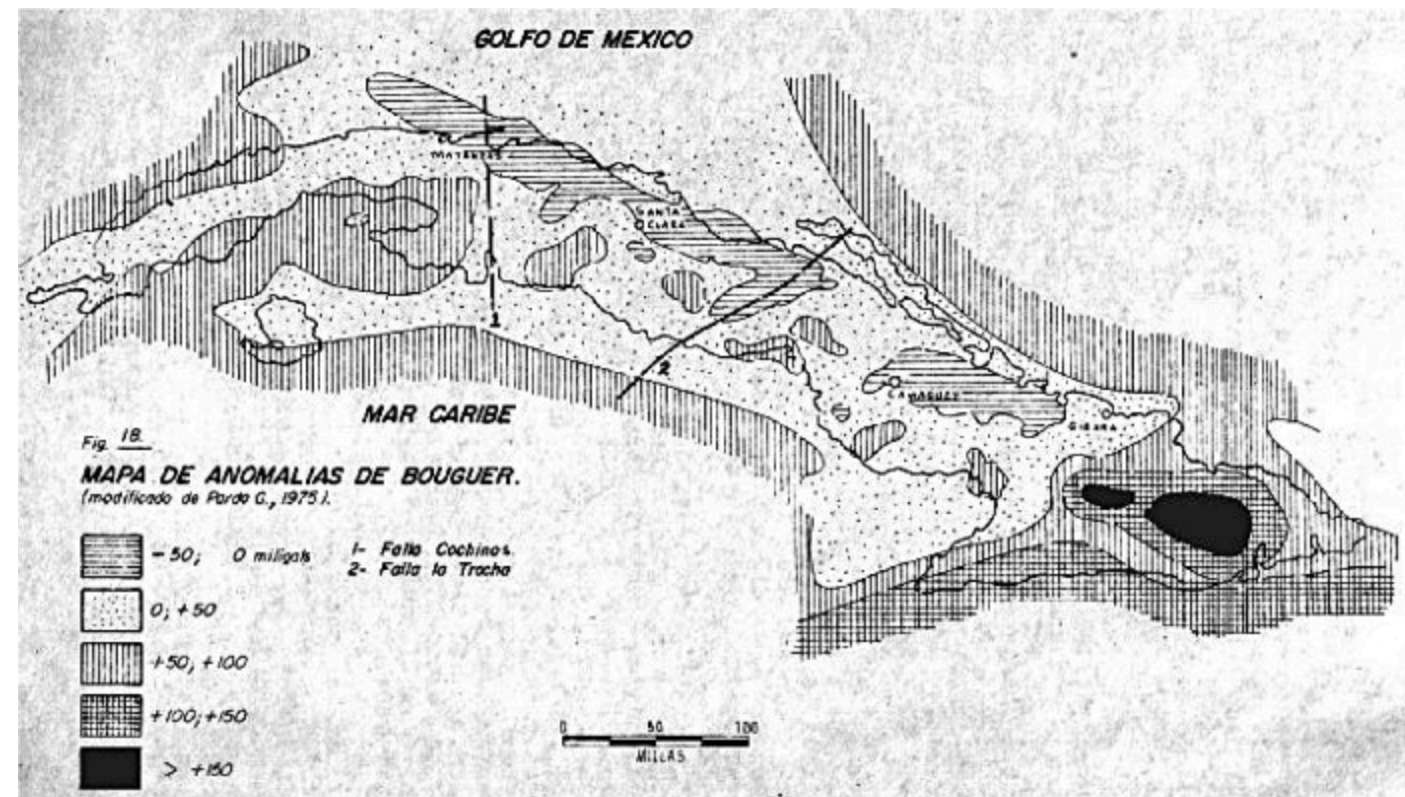 GOLFO DE MEXICO
MATANZAS
SANTA
CLARA
1
2
CAMAGUEY
GIBARA
MAR CARIBE
Fig. 18.
MAPA DE ANOMALIAS DE BOUGUER.
(modificado de Pardo G., 1975).
-50; 0 miligals
1- Falla Cochinos.
2- Falla la Trocha
0; +50
+50; +100
+100; +150
> +150
0 50 100
MILLAS